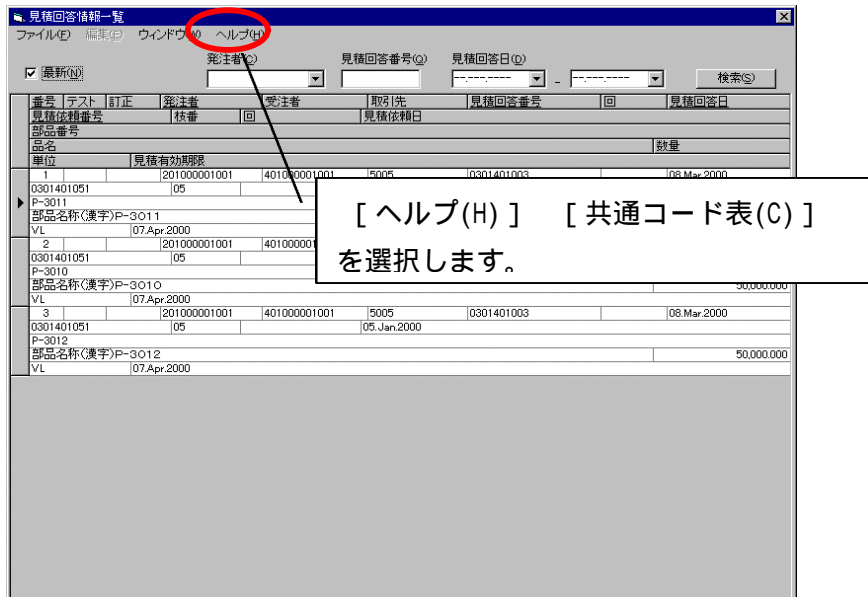 見積回答情報一覧
ファイル(F) 編集(E) ウィンドウ(W) ヘルプ(H)
発注者(C) 見積回答番号(O) 見積回答日(D)
最新(N) --.---.---- - --.---.---- 検索(S)
番号 テスト 訂正 発注者 受注者 取引先 見積回答番号 回 見積回答日
見積依頼番号 枝番 回 見積依頼日
部品番号
品名 数量
単位 見積有効期限
1 201000001001 401000001001 5005 0301401003 08.Mar.2000
0301401051 05
P-3011
部品名称(漢字)P-3011
VL 07.Apr.2000
2 201000001001
0301401051 05
P-3010
部品名称(漢字)P-3010 50,000.000
VL 07.Apr.2000
3 201000001001 401000001001 5005 0301401003 08.Mar.2000
0301401051 05 05.Jan.2000
P-3012
部品名称(漢字)P-3012 50,000.000
VL 07.Apr.2000
[ヘルプ(H)] [共通コード表(C)]
を選択します。